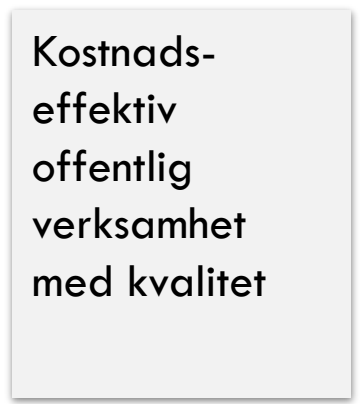 Kostnads-
effektiv
offentlig
verksamhet
med kvalitet